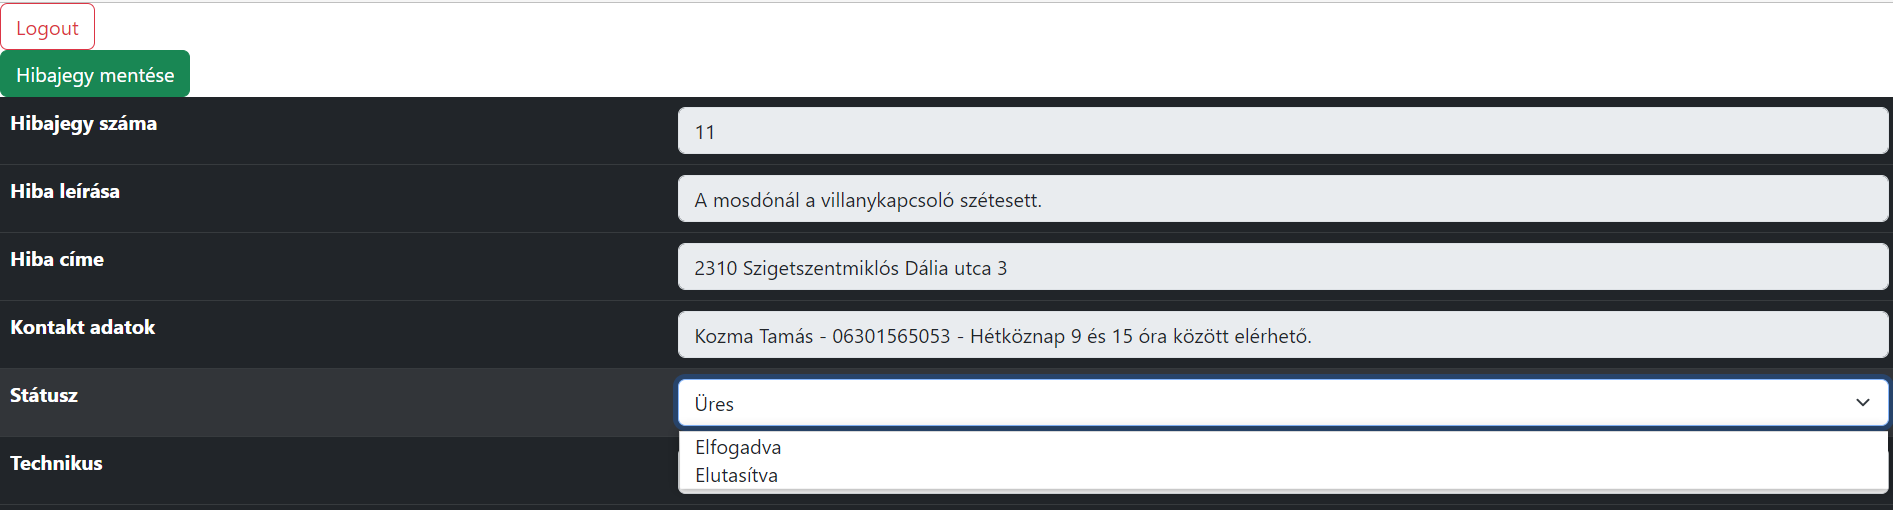 Logout
Hibajegy mentése
Hibajegy száma
11
Hiba leírása
A mosdónál a villanykapcsoló szétesett.
Hiba címe
2310 Szigetszentmiklós Dália utca 3
Kontakt adatok
Kozma Tamás - 06301565053 - Hétköznap 9 és 15 óra között elérhető.
Státusz
Üres
Elfogadva
Elutasítva
Technikus